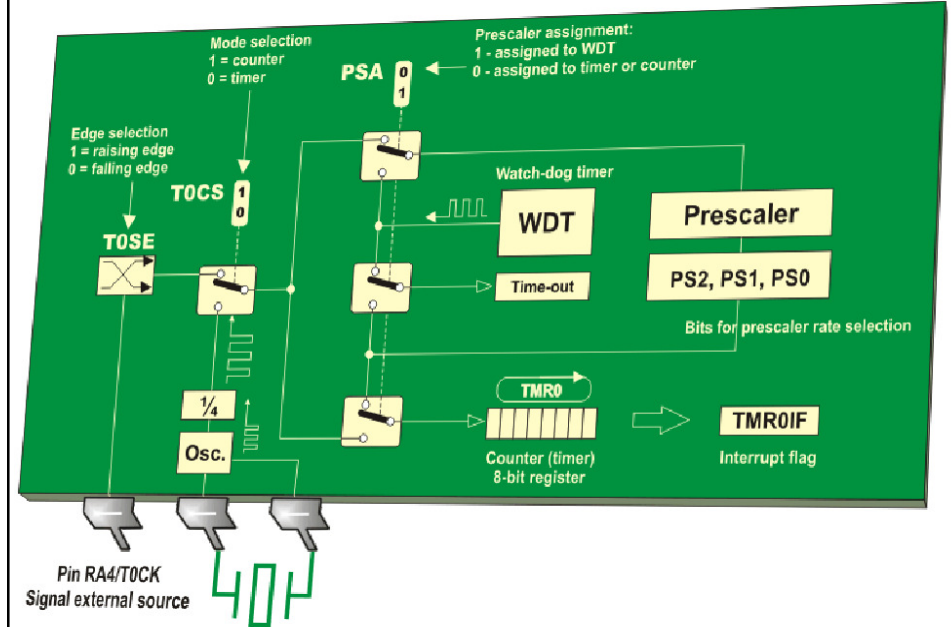 Mode selection
1 = counter
0 = timer
Prescaler assignment:
1 - assigned to WDT
0 - assigned to timer or counter
PSA
0
1
Edge selection
1 = raising edge
0 = falling edge
T0CS
1
0
T0SE
Watch-dog timer
WDT
Prescaler
Time-out
PS2, PS1, PS0
Bits for prescaler rate selection
1/4
Osc.
TMR0
Counter (timer)
8-bit register
TMR0IF
Interrupt flag
Pin RA4/T0CK
Signal external source